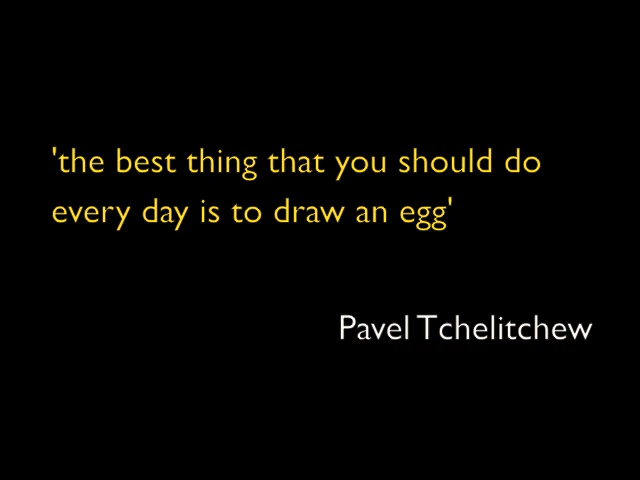 'the best thing that you should do
every day is to draw an egg'
Pavel Tchelitchew